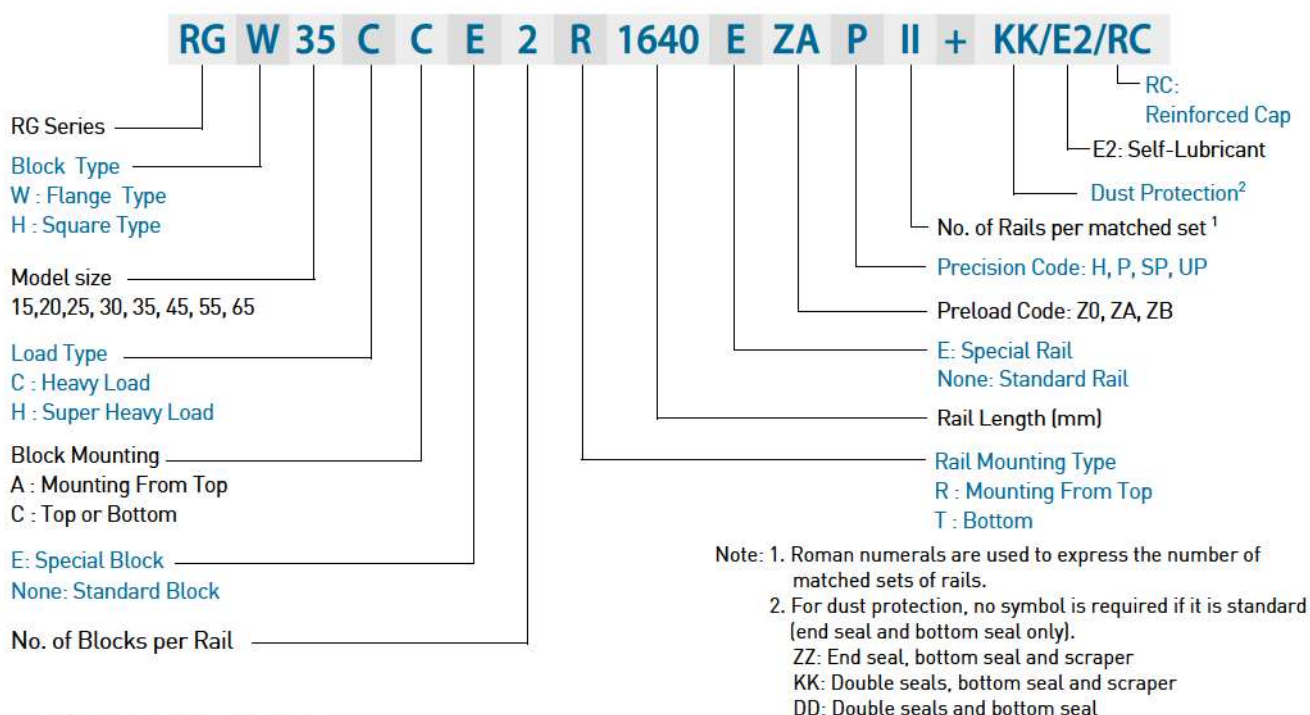 RG W 35 C C E 2 R 1640 E ZA P II + KK/E2/RC
RG Series
Block Type
W : Flange Type
H : Square Type
Model size
15,20,25, 30, 35, 45, 55, 65
Load Type
C : Heavy Load
H : Super Heavy Load
Block Mounting
A : Mounting From Top
C : Top or Bottom
E: Special Block
None: Standard Block
No. of Blocks per Rail
RC:
Reinforced Cap
E2: Self-Lubricant
Dust Protection²
No. of Rails per matched set ¹
Precision Code: H, P, SP, UP
Preload Code: Z0, ZA, ZB
E: Special Rail
None: Standard Rail
Rail Length (mm)
Rail Mounting Type
R : Mounting From Top
T : Bottom
Note: 1. Roman numerals are used to express the number of
matched sets of rails.
2. For dust protection, no symbol is required if it is standard
(end seal and bottom seal only).
ZZ: End seal, bottom seal and scraper
KK: Double seals, bottom seal and scraper
DD: Double seals and bottom seal